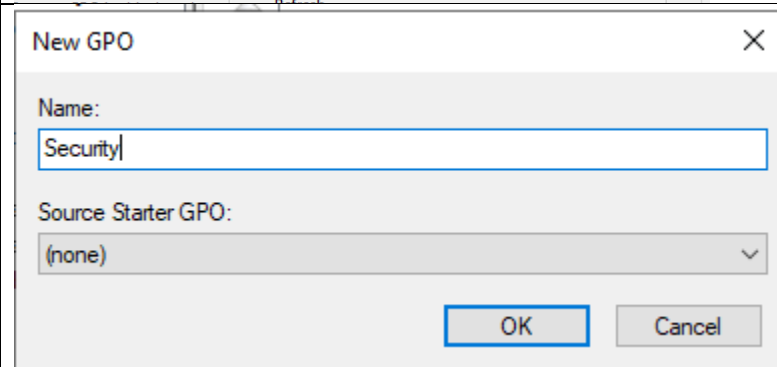 New GPO
Name:
Security
Source Starter GPO:
(none)
OK Cancel